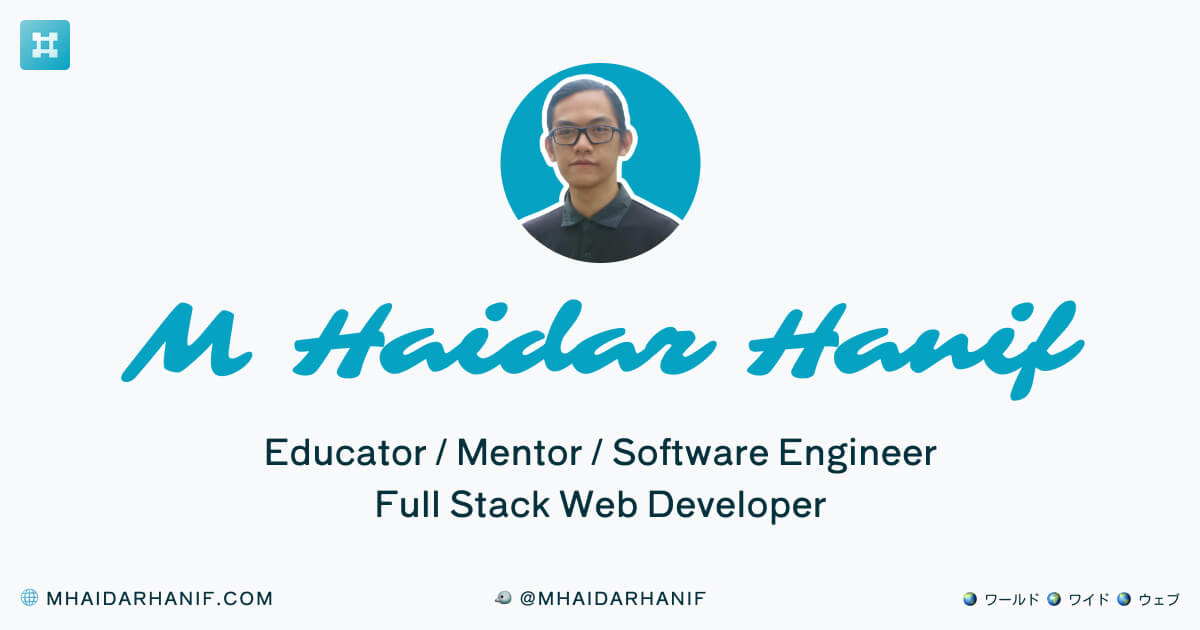 M Haidar Hanif
Educator / Mentor / Software Engineer
Full Stack Web Developer
MHAIDARHANIF.COM
@MHAIDARHANIF
ワールド ワイド ウェブ